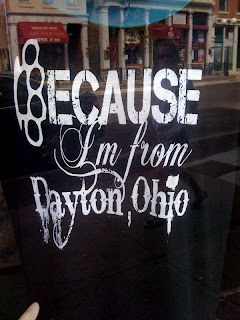 BECAUSE
I'm from
Dayton, Ohio